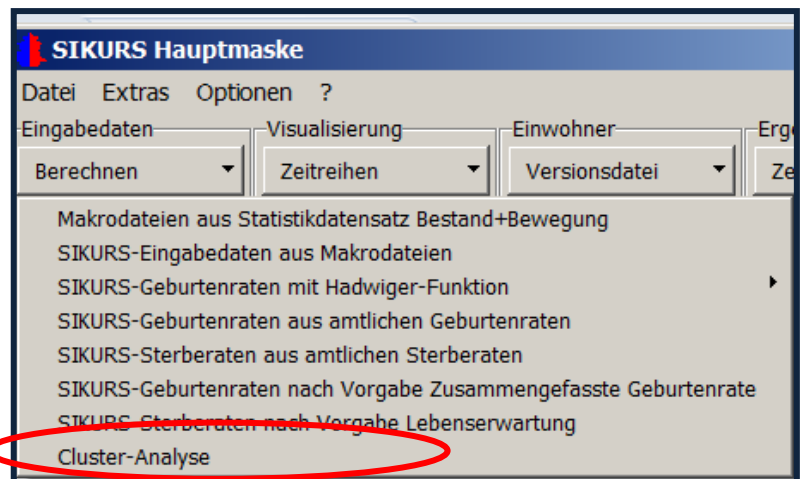 SIKURS Hauptmaske
Datei Extras Optionen ?
Eingabedaten Visualisierung Einwohner
Berechnen Zeitreihen Versionsdatei
Makrodateien aus Statistikdatensatz Bestand+Bewegung
SIKURS-Eingabedaten aus Makrodateien
SIKURS-Geburtenraten mit Hadwiger-Funktion
SIKURS-Geburtenraten aus amtlichen Geburtenraten
SIKURS-Sterberaten aus amtlichen Sterberaten
SIKURS-Geburtenraten nach Vorgabe Zusammengefasste Geburtenrate
SIKURS-Sterberaten nach Vorgabe Lebenserwartung
Cluster-Analyse